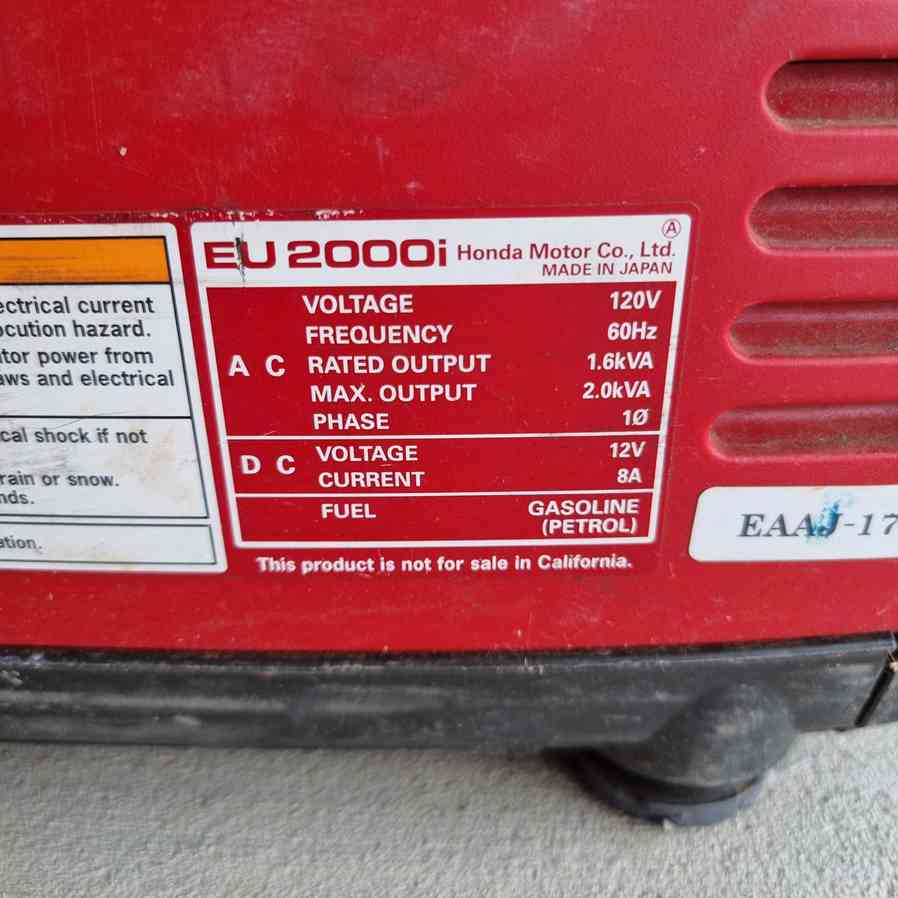 ectrical current
ocution hazard.
ator power from
aws and electrical
cal shock if not
rain or snow.
nds.
ation.
EU 2000i Honda Motor Co., Ltd. Ⓐ
MADE IN JAPAN
A C
VOLTAGE 120V
FREQUENCY 60Hz
RATED OUTPUT 1.6kVA
MAX. OUTPUT 2.0kVA
PHASE 1Ø
D C
VOLTAGE 12V
CURRENT 8A
FUEL GASOLINE
(PETROL)
This product is not for sale in California.
EAAJ-17